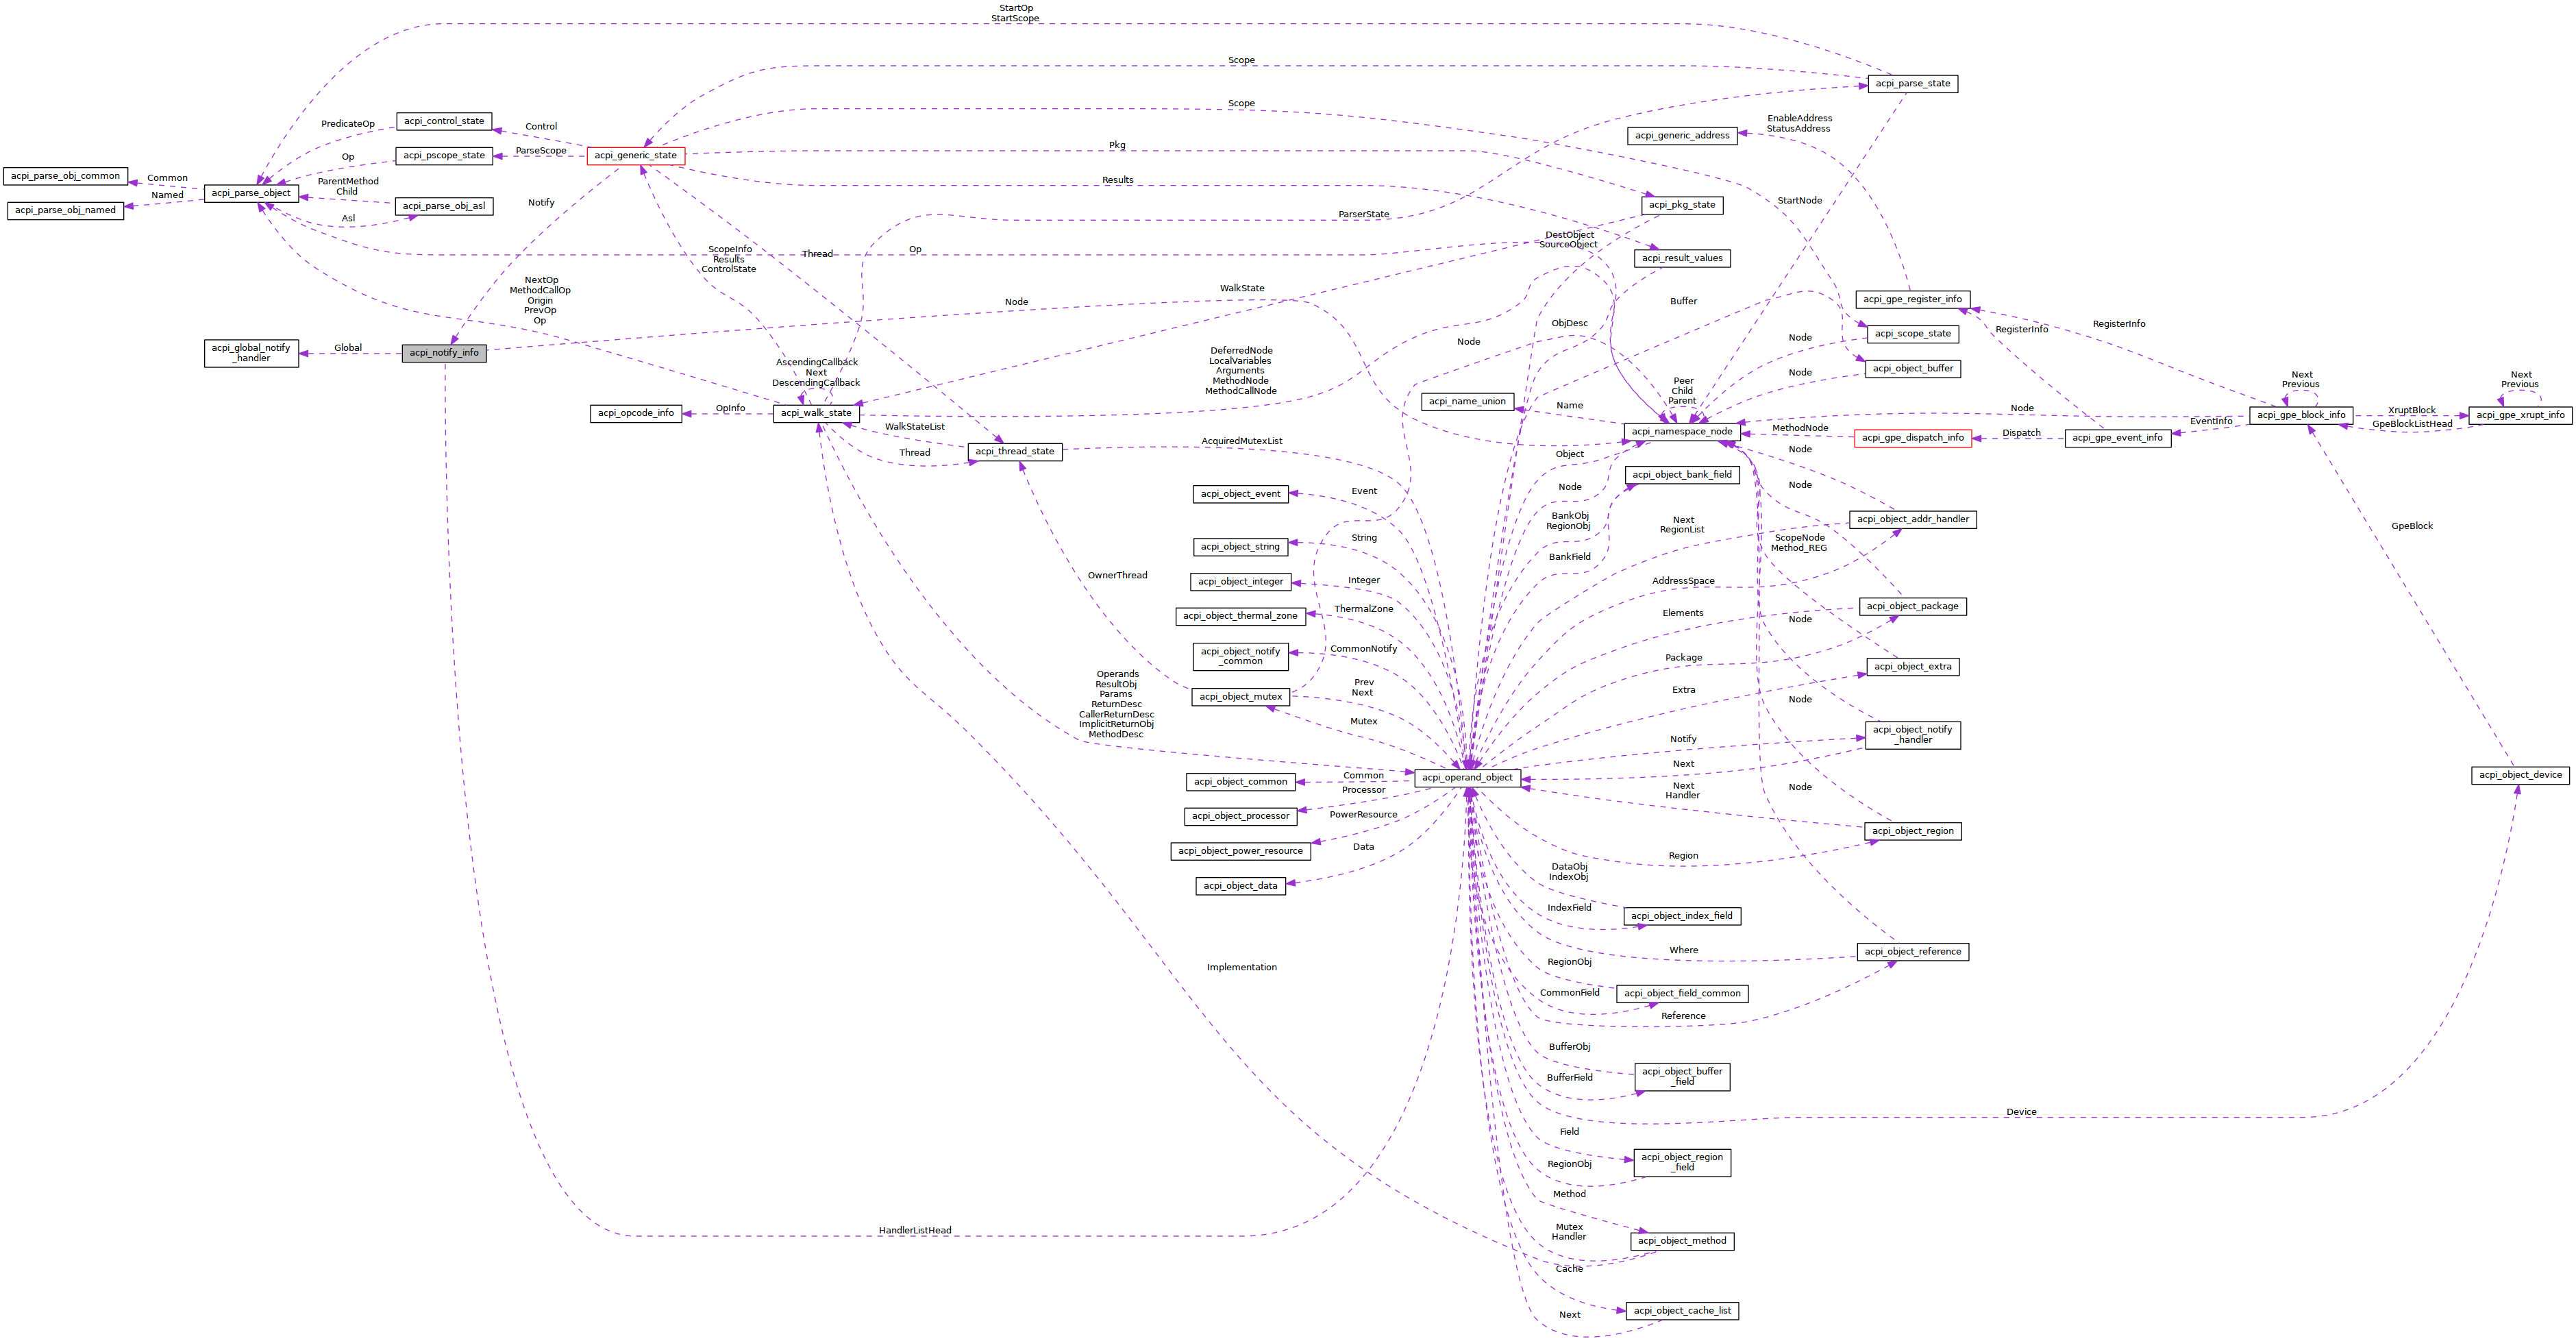 StartOp
StartScope
Scope
acpi_parse_state
Scope
EnableAddress
StatusAddress
acpi_control_state
PredicateOp
Control
acpi_generic_address
Pkg
acpi_pscope_state
Op
ParseScope
acpi_generic_state
acpi_parse_obj_common
Common
acpi_parse_object
ParentMethod
Child
Results
acpi_parse_obj_named
Named
acpi_parse_obj_asl
Asl
Notify
StartNode
acpi_pkg_state
ParserState
DestObject
SourceObject
ScopeInfo
Results
ControlState
Thread
Op
acpi_result_values
NextOp
MethodCallOp
Origin
PrevOp
Op
WalkState
Node
Buffer
acpi_gpe_register_info
RegisterInfo
RegisterInfo
ObjDesc
acpi_scope_state
Node
Node
acpi_global_notify
_handler
Global
acpi_notify_info
DeferredNode
LocalVariables
Arguments
MethodNode
MethodCallNode
AscendingCallback
Next
DescendingCallback
Node
acpi_object_buffer
Peer
Child
Parent
Next
Previous
Next
Previous
acpi_opcode_info
OpInfo
acpi_walk_state
acpi_name_union
Name
Node
acpi_gpe_block_info
XruptBlock
GpeBlockListHead
acpi_gpe_xrupt_info
WalkStateList
AcquiredMutexList
acpi_namespace_node
MethodNode
acpi_gpe_dispatch_info
Dispatch
acpi_gpe_event_info
EventInfo
Thread
acpi_thread_state
Object
Node
acpi_object_bank_field
Node
acpi_object_event
Event
Node
BankObj
RegionObj
Next
RegionList
acpi_object_addr_handler
GpeBlock
acpi_object_string
String
ScopeNode
Method_REG
BankField
OwnerThread
acpi_object_integer
Integer
AddressSpace
acpi_object_thermal_zone
ThermalZone
Elements
Node
acpi_object_package
acpi_object_notify
_common
CommonNotify
Package
acpi_object_extra
Operands
ResultObj
Params
ReturnDesc
CallerReturnDesc
ImplicitReturnObj
MethodDesc
Prev
Next
Extra
Node
acpi_object_mutex
Mutex
Notify
acpi_object_notify
_handler
Next
acpi_object_common
Common
acpi_operand_object
Processor
Next
Handler
Node
acpi_object_device
acpi_object_processor
PowerResource
acpi_object_power_resource
Data
Region
acpi_object_region
acpi_object_data
DataObj
IndexObj
IndexField
acpi_object_index_field
Where
acpi_object_reference
Implementation
RegionObj
CommonField
acpi_object_field_common
Reference
BufferObj
BufferField
acpi_object_buffer
_field
Device
Field
RegionObj
acpi_object_region
_field
Method
HandlerListHead
Mutex
Handler
acpi_object_method
Cache
acpi_object_cache_list
Next